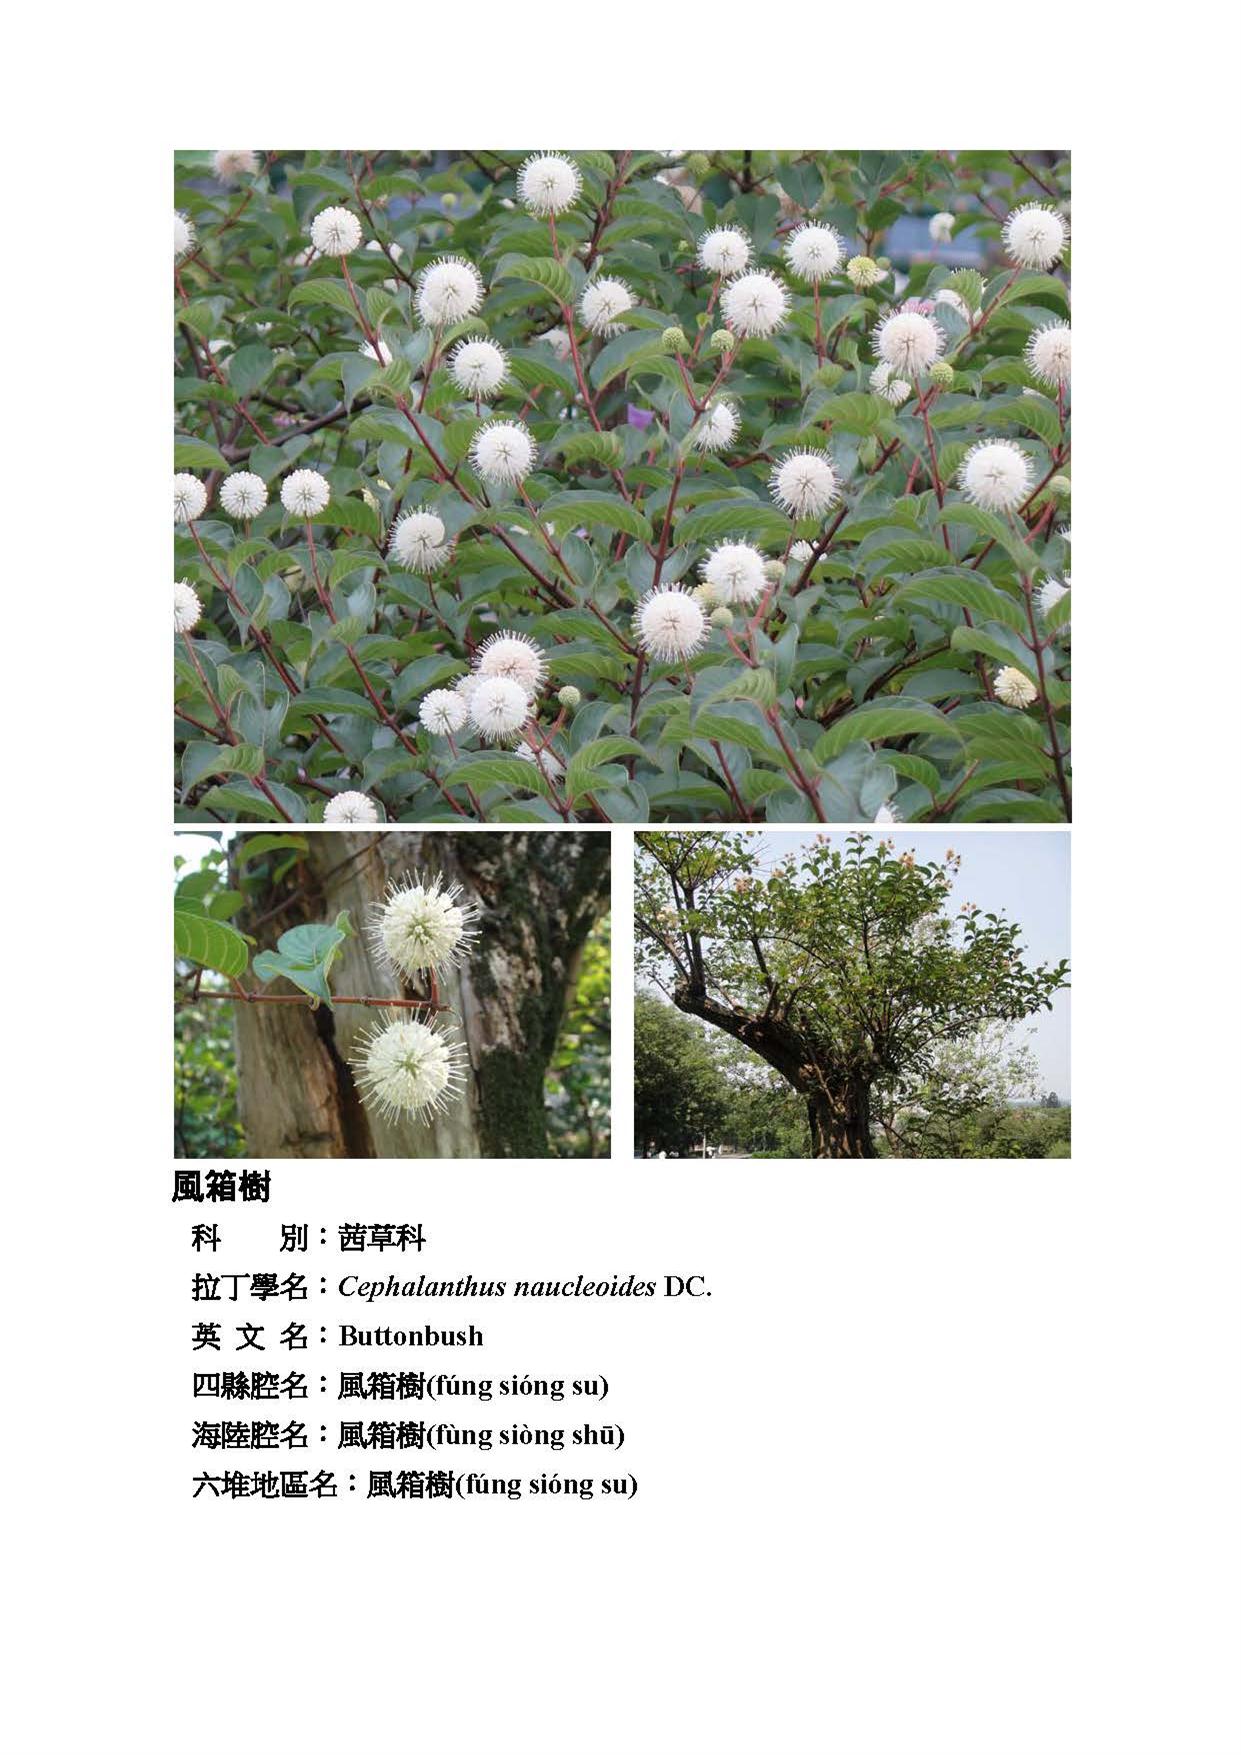 風箱樹
科　　別：茜草科
拉丁學名：Cephalanthus naucleoides DC.
英 文 名：Buttonbush
四縣腔名：風箱樹(fúng sióng su)
海陸腔名：風箱樹(fùng siòng shū)
六堆地區名：風箱樹(fúng sióng su)